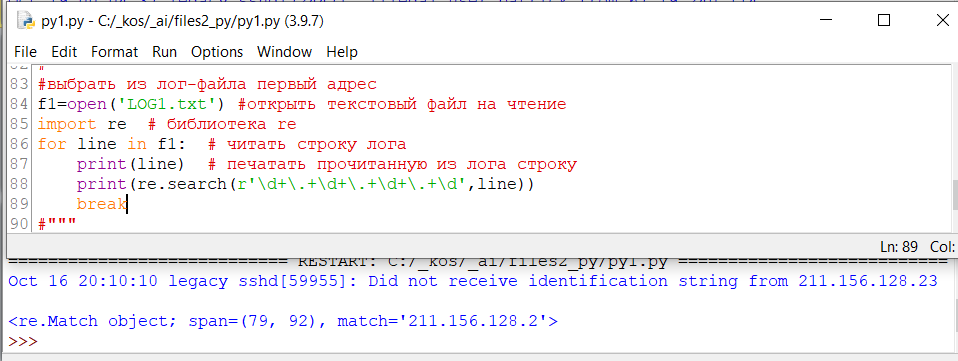 py1.py - C:/_kos/_ai/files2_py/py1.py (3.9.7)
File Edit Format Run Options Window Help
82 #
83 #выбрать из лог-файла первый адрес
84 f1=open('LOG1.txt') #открыть текстовый файл на чтение
85 import re  # библиотека re
86 for line in f1:  # читать строку лога
87     print(line)  # печатать прочитанную из лога строку
88     print(re.search(r'\d+\.+\d+\.+\d+\.+\d',line))
89     break
90 #"""
Ln: 89 Col:
============================ RESTART: C:/_kos/_ai/files2_py/py1.py ===========================
Oct 16 20:10:10 legacy sshd[59955]: Did not receive identification string from 211.156.128.23
<re.Match object; span=(79, 92), match='211.156.128.2'>
>>>